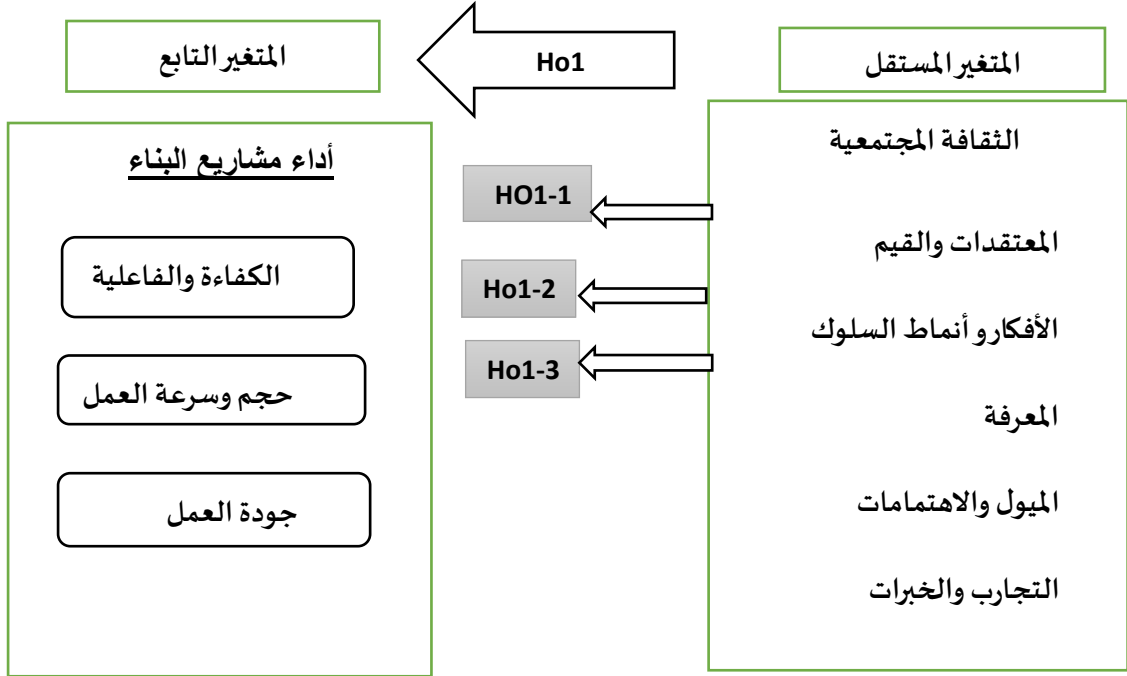 المتغير المستقل
Ho1
المتغير التابع
الثقافة المجتمعية
المعتقدات والقيم
الأفكار و أنماط السلوك
المعرفة
الميول والاهتمامات
التجارب والخبرات
HO1-1
Ho1-2
Ho1-3
أداء مشاريع البناء
الكفاءة والفاعلية
حجم وسرعة العمل
جودة العمل